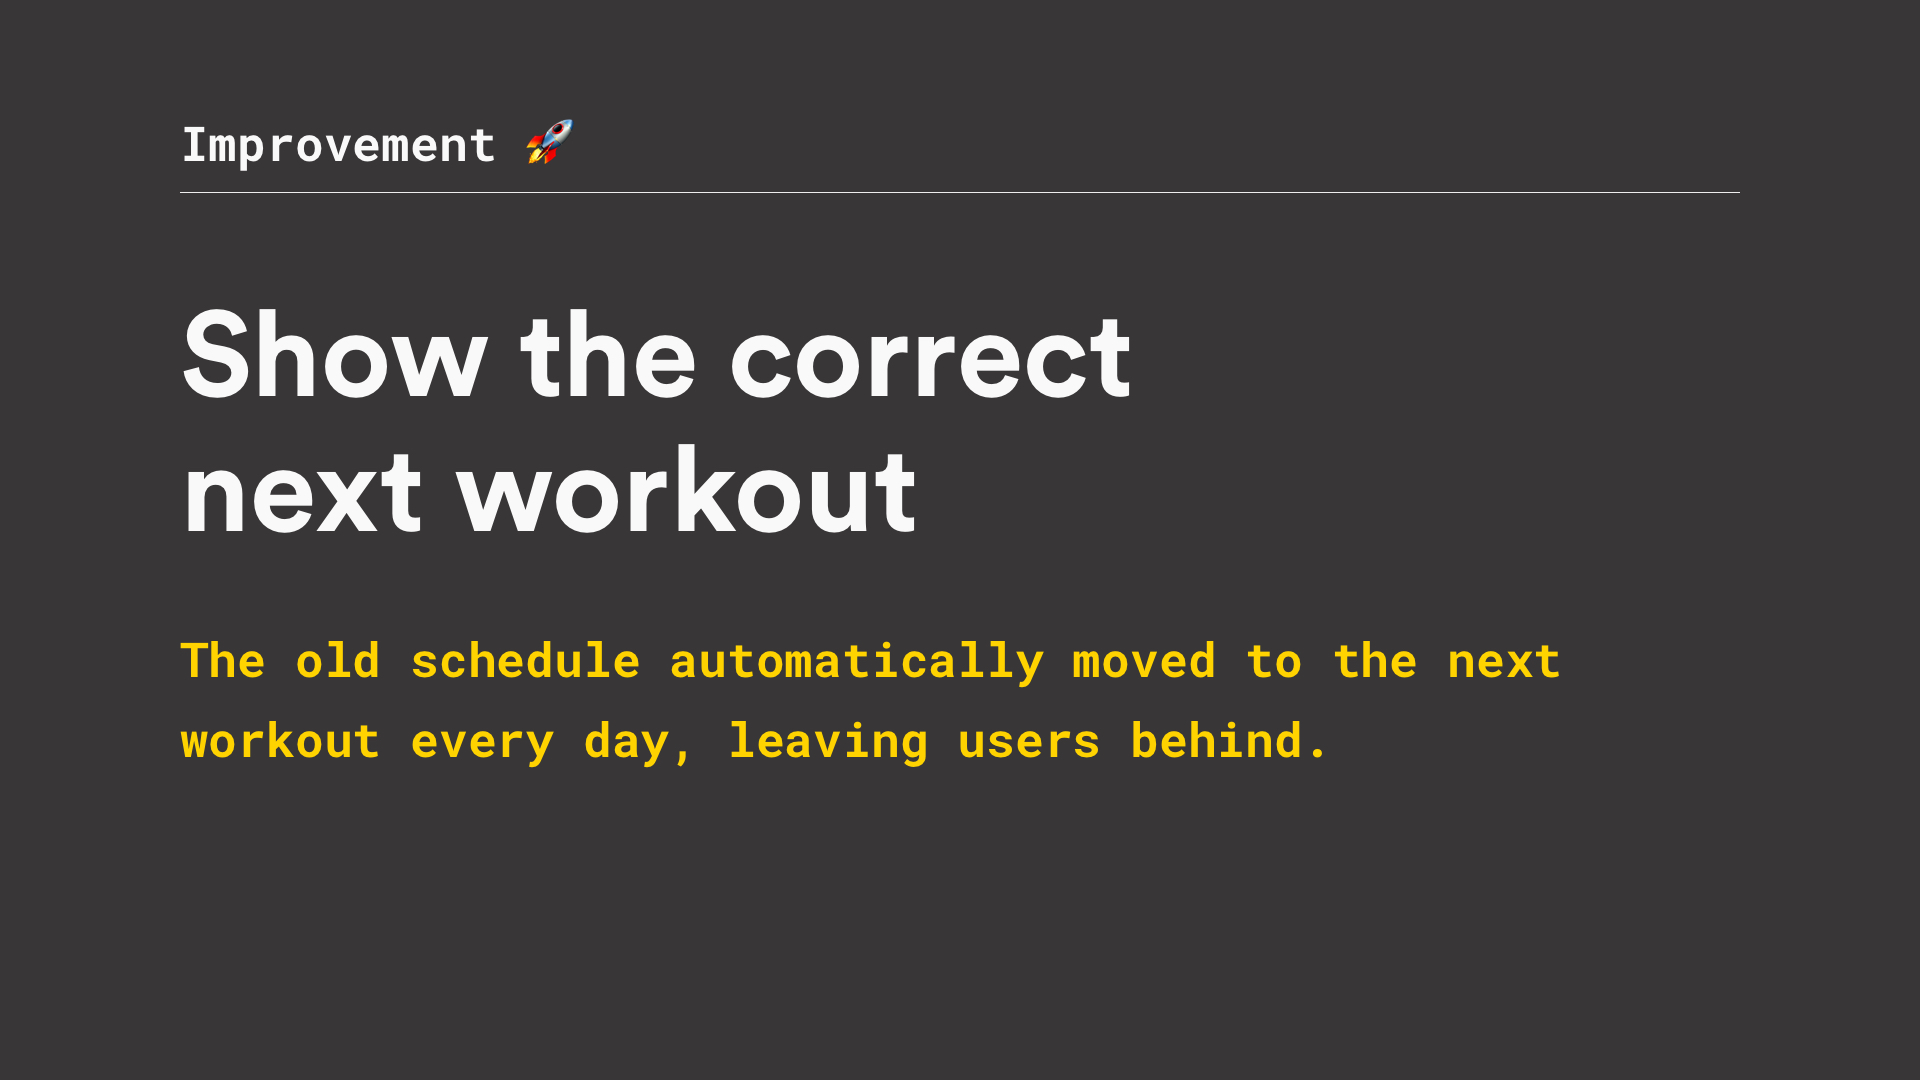 Improvement 🚀
Show the correct
next workout
The old schedule automatically moved to the next
workout every day, leaving users behind.